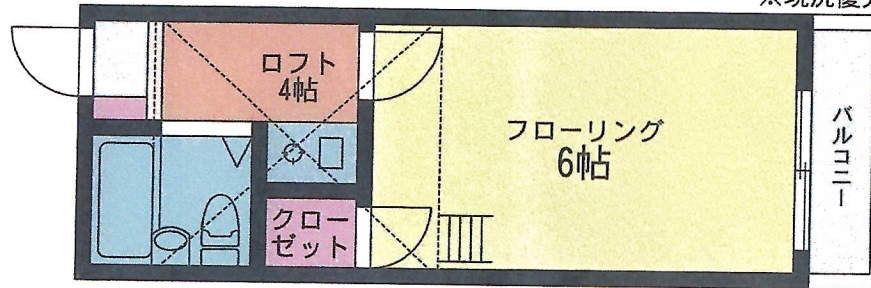 ロフト
4帖
フローリング
6帖
バルコニー
クロー
ゼット